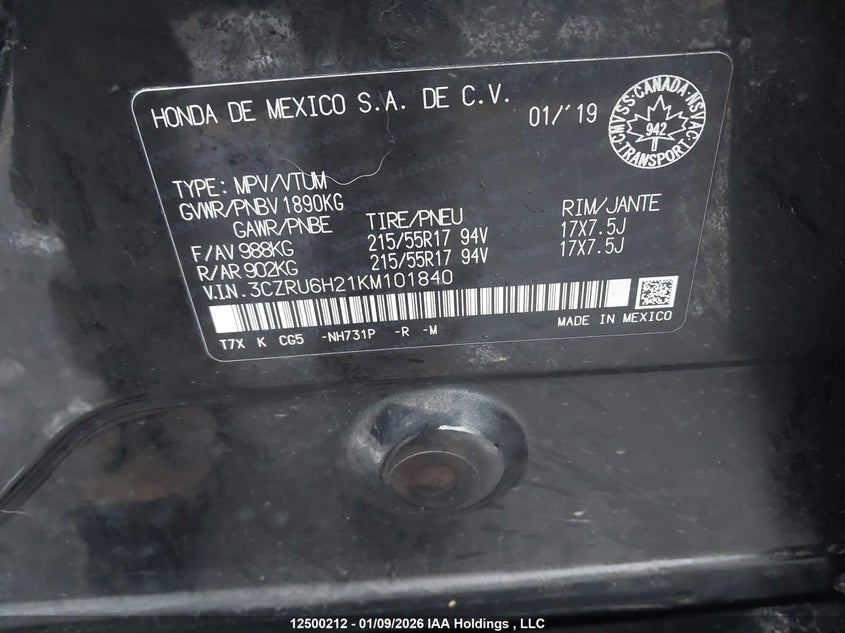 HONDA DE MEXICO S.A. DE C.V.
01/'19
CMVSS·CANADA·NSVAC
942
TRANSPORT
TYPE: MPV/VTUM
GVWR/PNBV 1890KG
GAWR/PNBE TIRE/PNEU RIM/JANTE
F/AV 988KG 215/55R17 94V 17X7.5J
R/AR 902KG 215/55R17 94V 17X7.5J
V.I.N. 3CZRU6H21KM101840
T7X K CG5 -NH731P -R -M
MADE IN MEXICO
12500212 - 01/09/2026 IAA Holdings , LLC